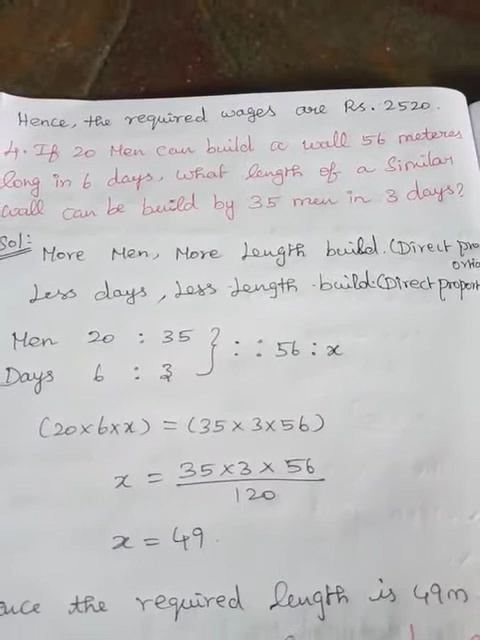 Hence, the required wages are Rs. 2520.
4. If 20 Men can build a wall 56 meteres
long in 6 days, what length of a Similar
wall can be build by 35 men in 3 days?
Sol:
More Men, More Length build. (Direct pro
ortio
Less days, Less Length build. (Direct proport
Men 20 : 35 } : : 56 : x
Days 6 : 3
(20×6×x) = (35×3×56)
x = 35×3×56
120
x = 49.
ence the required length is 49m